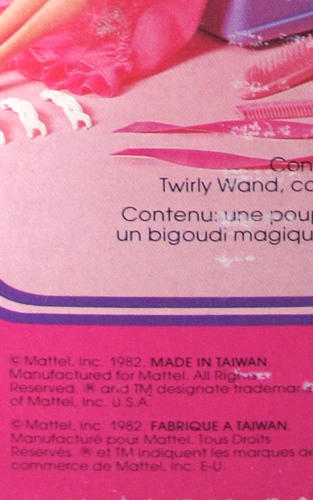 Con
Twirly Wand, co
Contenu: une poup
un bigoudi magiqu
© Mattel, Inc. 1982. MADE IN TAIWAN.
Manufactured for Mattel. All Rights
Reserved. ® and TM designate trademar
of Mattel, Inc. U.S.A.
© Mattel, Inc. 1982. FABRIQUE A TAIWAN.
Manufacturé pour Mattel. Tous Droits
Réservés. ® et TM indiquent les marques de
commerce de Mattel, Inc. E-U.